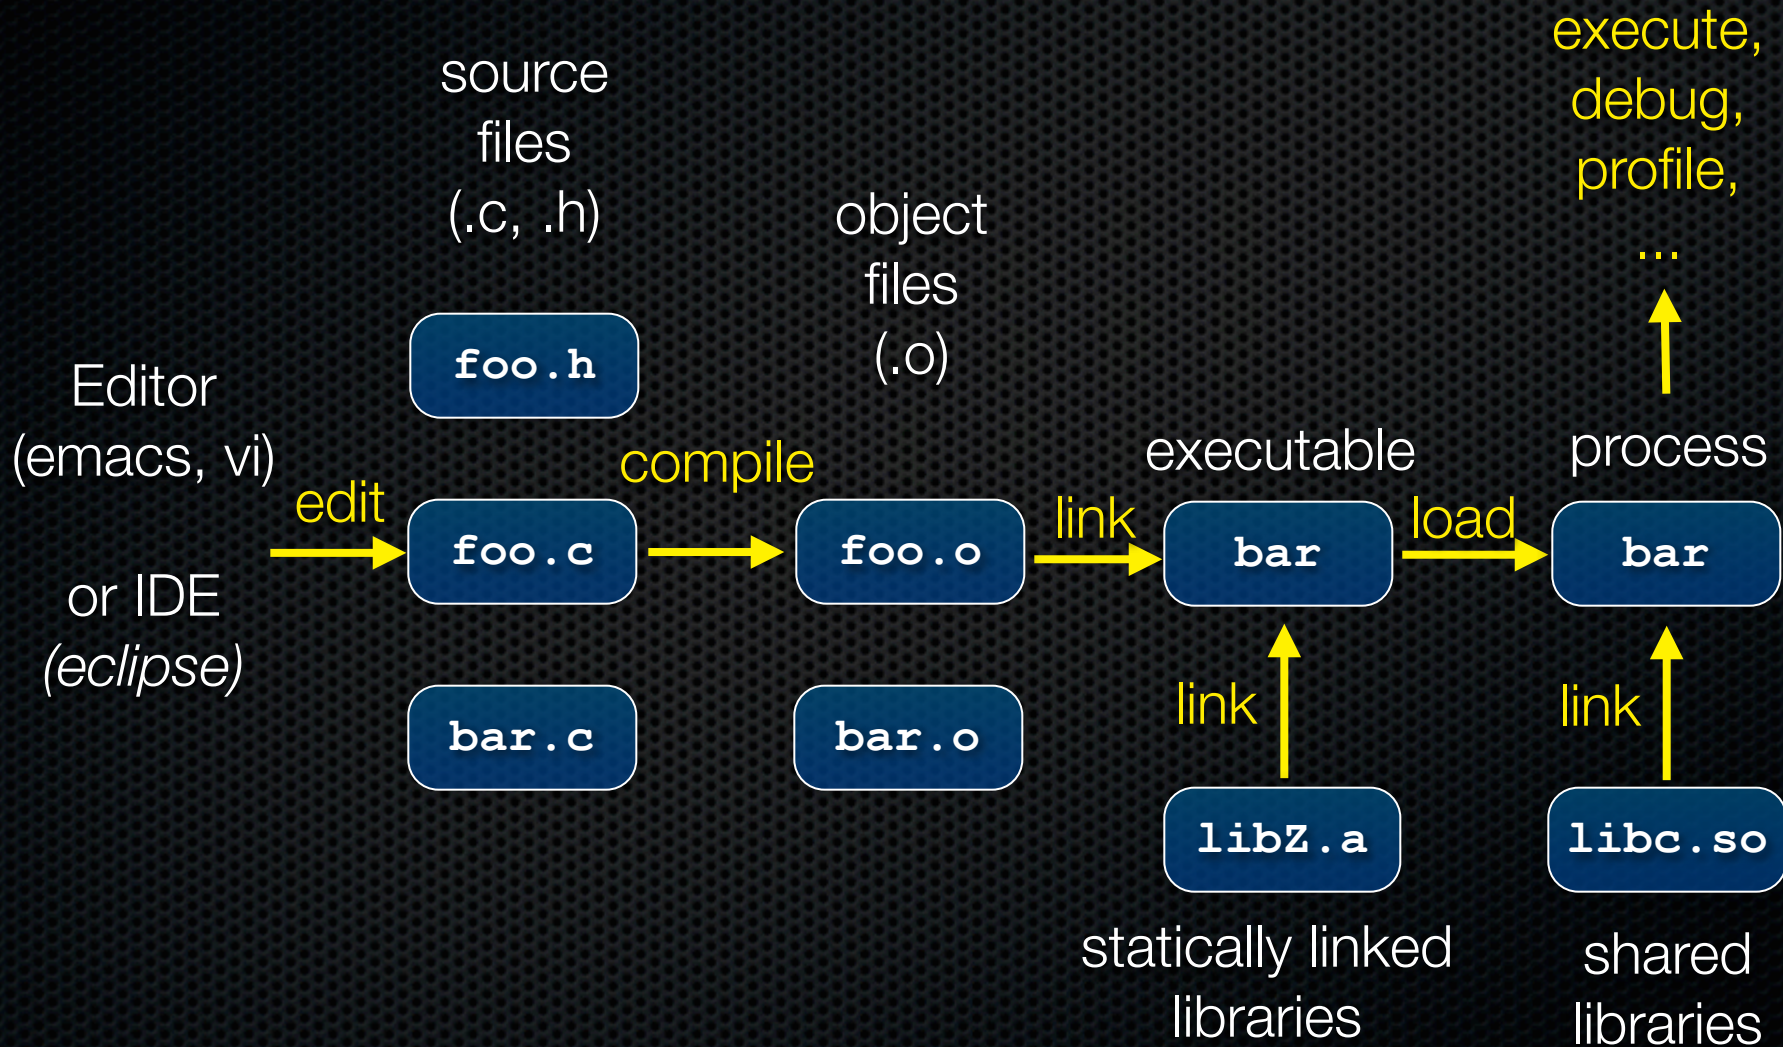 Editor
(emacs, vi)
or IDE
(eclipse)
edit
source
files
(.c, .h)
foo.h
foo.c
bar.c
compile
object
files
(.o)
foo.o
bar.o
link
executable
bar
link
libZ.a
statically linked
libraries
load
execute,
debug,
profile,
...
process
bar
link
libc.so
shared
libraries